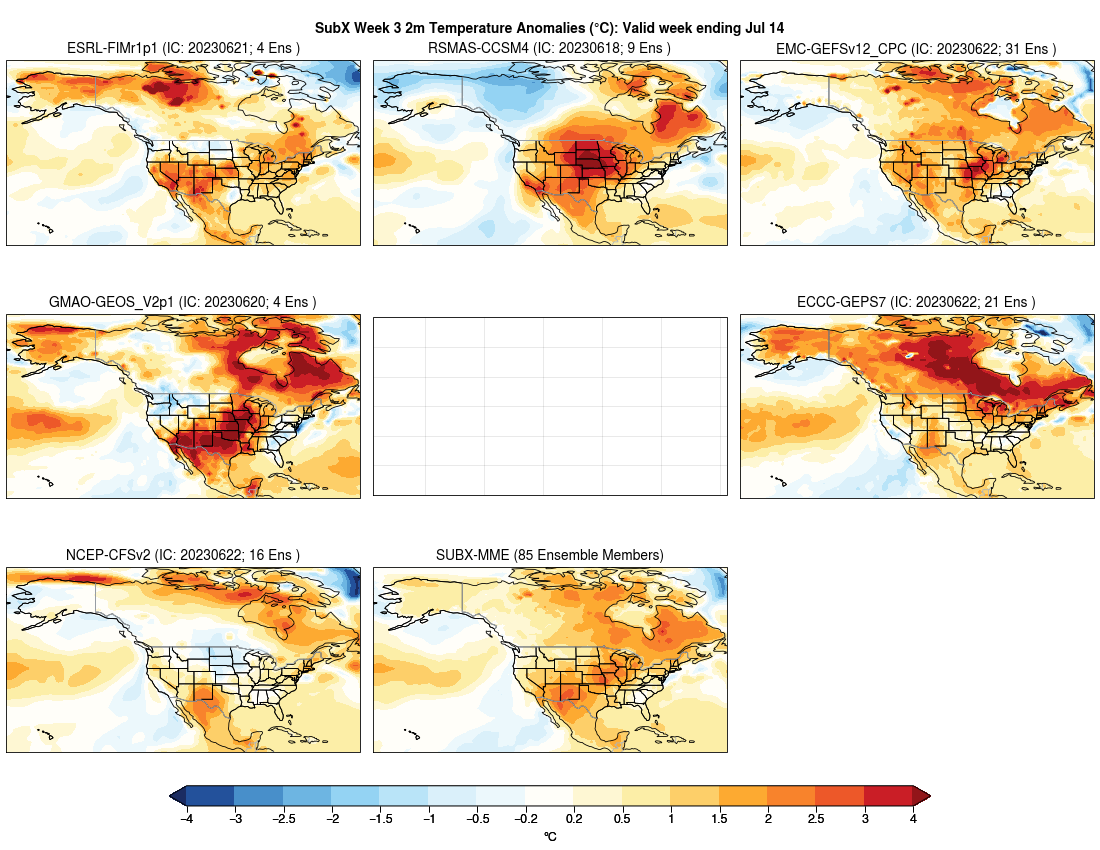 SubX Week 3 2m Temperature Anomalies (°C): Valid week ending Jul 14
ESRL-FIMr1p1 (IC: 20230621; 4 Ens )
RSMAS-CCSM4 (IC: 20230618; 9 Ens )
EMC-GEFSv12_CPC (IC: 20230622; 31 Ens )
GMAO-GEOS_V2p1 (IC: 20230620; 4 Ens )
ECCC-GEPS7 (IC: 20230622; 21 Ens )
NCEP-CFSv2 (IC: 20230622; 16 Ens )
SUBX-MME (85 Ensemble Members)
−4 −3 −2.5 −2 −1.5 −1 −0.5 −0.2 0.2 0.5 1 1.5 2 2.5 3 4
°C